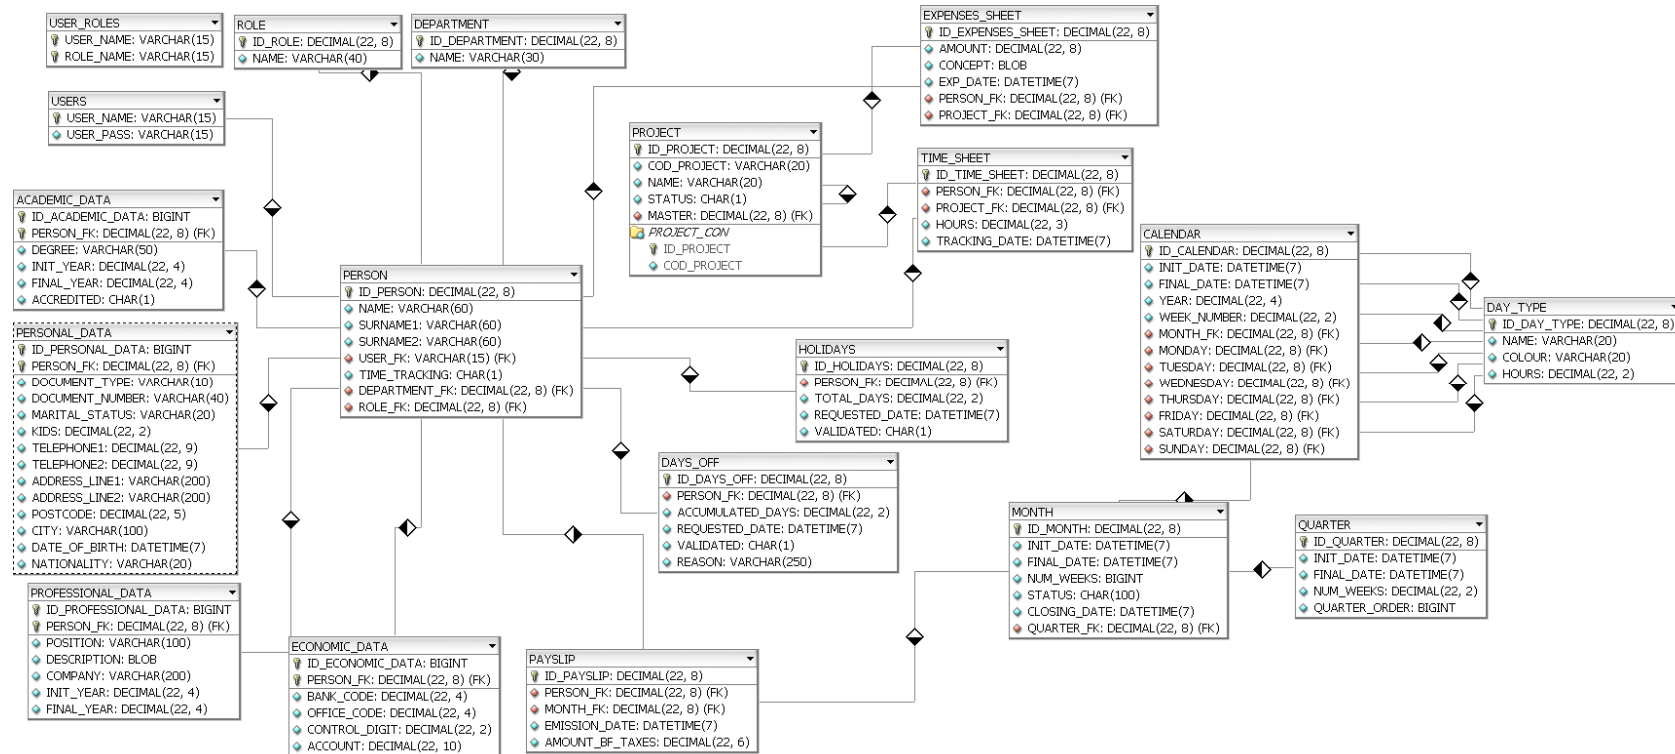 USER_ROLES
USER_NAME: VARCHAR(15)
ROLE_NAME: VARCHAR(15)
ROLE
ID_ROLE: DECIMAL(22, 8)
NAME: VARCHAR(40)
DEPARTMENT
ID_DEPARTMENT: DECIMAL(22, 8)
NAME: VARCHAR(30)
EXPENSES_SHEET
ID_EXPENSES_SHEET: DECIMAL(22, 8)
AMOUNT: DECIMAL(22, 8)
CONCEPT: BLOB
EXP_DATE: DATETIME(7)
PERSON_FK: DECIMAL(22, 8) (FK)
PROJECT_FK: DECIMAL(22, 8) (FK)
USERS
USER_NAME: VARCHAR(15)
USER_PASS: VARCHAR(15)
PROJECT
ID_PROJECT: DECIMAL(22, 8)
COD_PROJECT: VARCHAR(20)
NAME: VARCHAR(20)
STATUS: CHAR(1)
MASTER: DECIMAL(22, 8) (FK)
PROJECT_CON
ID_PROJECT
COD_PROJECT
TIME_SHEET
ID_TIME_SHEET: DECIMAL(22, 8)
PERSON_FK: DECIMAL(22, 8) (FK)
PROJECT_FK: DECIMAL(22, 8) (FK)
HOURS: DECIMAL(22, 3)
TRACKING_DATE: DATETIME(7)
ACADEMIC_DATA
ID_ACADEMIC_DATA: BIGINT
PERSON_FK: DECIMAL(22, 8) (FK)
DEGREE: VARCHAR(50)
INIT_YEAR: DECIMAL(22, 4)
FINAL_YEAR: DECIMAL(22, 4)
ACCREDITED: CHAR(1)
CALENDAR
ID_CALENDAR: DECIMAL(22, 8)
INIT_DATE: DATETIME(7)
FINAL_DATE: DATETIME(7)
YEAR: DECIMAL(22, 4)
WEEK_NUMBER: DECIMAL(22, 2)
MONTH_FK: DECIMAL(22, 8) (FK)
MONDAY: DECIMAL(22, 8) (FK)
TUESDAY: DECIMAL(22, 8) (FK)
WEDNESDAY: DECIMAL(22, 8) (FK)
THURSDAY: DECIMAL(22, 8) (FK)
FRIDAY: DECIMAL(22, 8) (FK)
SATURDAY: DECIMAL(22, 8) (FK)
SUNDAY: DECIMAL(22, 8) (FK)
PERSON
ID_PERSON: DECIMAL(22, 8)
NAME: VARCHAR(60)
SURNAME1: VARCHAR(60)
SURNAME2: VARCHAR(60)
USER_FK: VARCHAR(15) (FK)
TIME_TRACKING: CHAR(1)
DEPARTMENT_FK: DECIMAL(22, 8) (FK)
ROLE_FK: DECIMAL(22, 8) (FK)
DAY_TYPE
ID_DAY_TYPE: DECIMAL(22, 8)
NAME: VARCHAR(20)
COLOUR: VARCHAR(20)
HOURS: DECIMAL(22, 2)
PERSONAL_DATA
ID_PERSONAL_DATA: BIGINT
PERSON_FK: DECIMAL(22, 8) (FK)
DOCUMENT_TYPE: VARCHAR(10)
DOCUMENT_NUMBER: VARCHAR(40)
MARITAL_STATUS: VARCHAR(20)
KIDS: DECIMAL(22, 2)
TELEPHONE1: DECIMAL(22, 9)
TELEPHONE2: DECIMAL(22, 9)
ADDRESS_LINE1: VARCHAR(200)
ADDRESS_LINE2: VARCHAR(200)
POSTCODE: DECIMAL(22, 5)
CITY: VARCHAR(100)
DATE_OF_BIRTH: DATETIME(7)
NATIONALITY: VARCHAR(20)
HOLIDAYS
ID_HOLIDAYS: DECIMAL(22, 8)
PERSON_FK: DECIMAL(22, 8) (FK)
TOTAL_DAYS: DECIMAL(22, 2)
REQUESTED_DATE: DATETIME(7)
VALIDATED: CHAR(1)
DAYS_OFF
ID_DAYS_OFF: DECIMAL(22, 8)
PERSON_FK: DECIMAL(22, 8) (FK)
ACCUMULATED_DAYS: DECIMAL(22, 2)
REQUESTED_DATE: DATETIME(7)
VALIDATED: CHAR(1)
REASON: VARCHAR(250)
MONTH
ID_MONTH: DECIMAL(22, 8)
INIT_DATE: DATETIME(7)
FINAL_DATE: DATETIME(7)
NUM_WEEKS: BIGINT
STATUS: CHAR(100)
CLOSING_DATE: DATETIME(7)
QUARTER_FK: DECIMAL(22, 8) (FK)
QUARTER
ID_QUARTER: DECIMAL(22, 8)
INIT_DATE: DATETIME(7)
FINAL_DATE: DATETIME(7)
NUM_WEEKS: DECIMAL(22, 2)
QUARTER_ORDER: BIGINT
PROFESSIONAL_DATA
ID_PROFESSIONAL_DATA: BIGINT
PERSON_FK: DECIMAL(22, 8) (FK)
POSITION: VARCHAR(100)
DESCRIPTION: BLOB
COMPANY: VARCHAR(200)
INIT_YEAR: DECIMAL(22, 4)
FINAL_YEAR: DECIMAL(22, 4)
ECONOMIC_DATA
ID_ECONOMIC_DATA: BIGINT
PERSON_FK: DECIMAL(22, 8) (FK)
BANK_CODE: DECIMAL(22, 4)
OFFICE_CODE: DECIMAL(22, 4)
CONTROL_DIGIT: DECIMAL(22, 2)
ACCOUNT: DECIMAL(22, 10)
PAYSLIP
ID_PAYSLIP: DECIMAL(22, 8)
PERSON_FK: DECIMAL(22, 8) (FK)
MONTH_FK: DECIMAL(22, 8) (FK)
EMISSION_DATE: DATETIME(7)
AMOUNT_BF_TAXES: DECIMAL(22, 6)